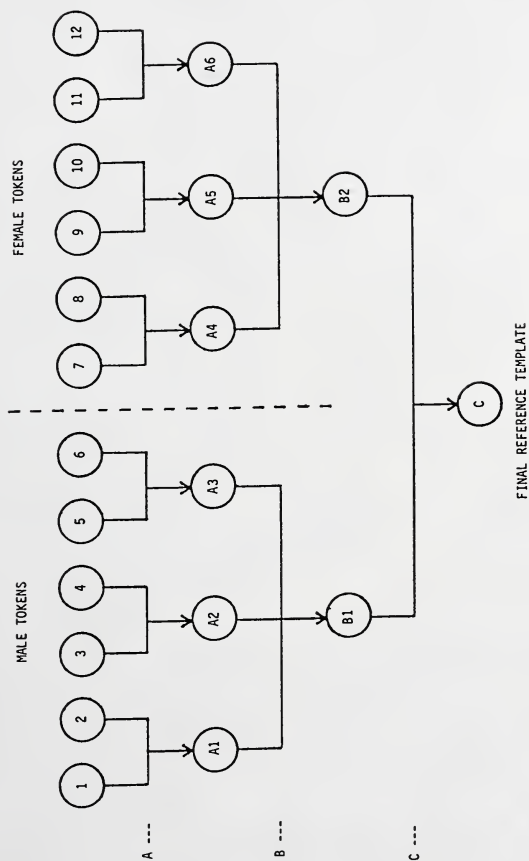 MALE TOKENS
FEMALE TOKENS
1 2 3 4 5 6 7 8 9 10 11 12
A ---
A1 A2 A3 A4 A5 A6
B ---
B1 B2
C ---
C
FINAL REFERENCE TEMPLATE